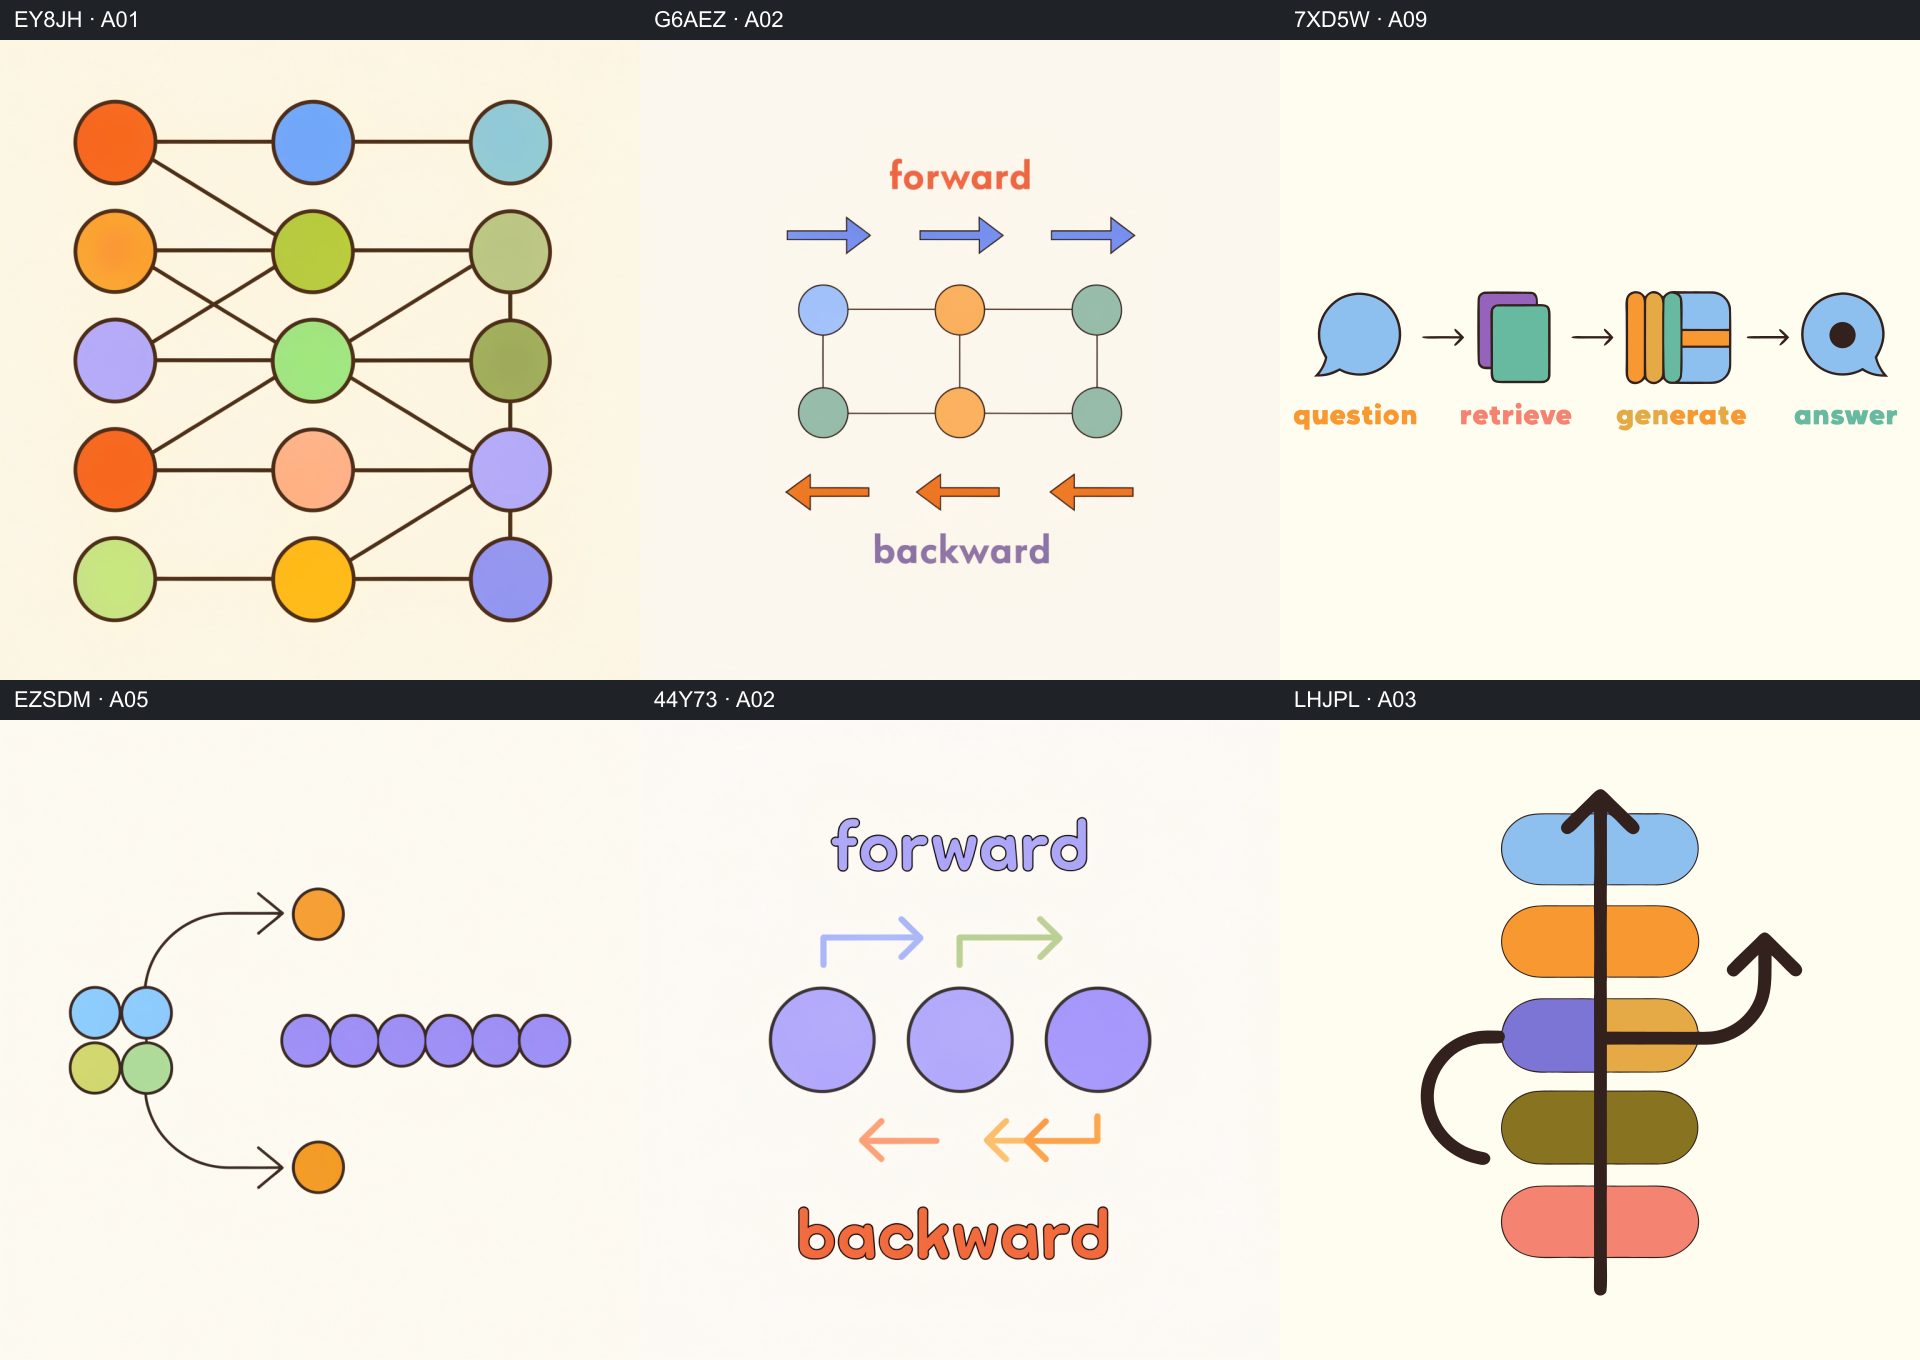 EY8JH · A01
G6AEZ · A02
7XD5W · A09
forward
backward
question
retrieve
generate
answer
EZSDM · A05
44Y73 · A02
LHJPL · A03
forward
backward